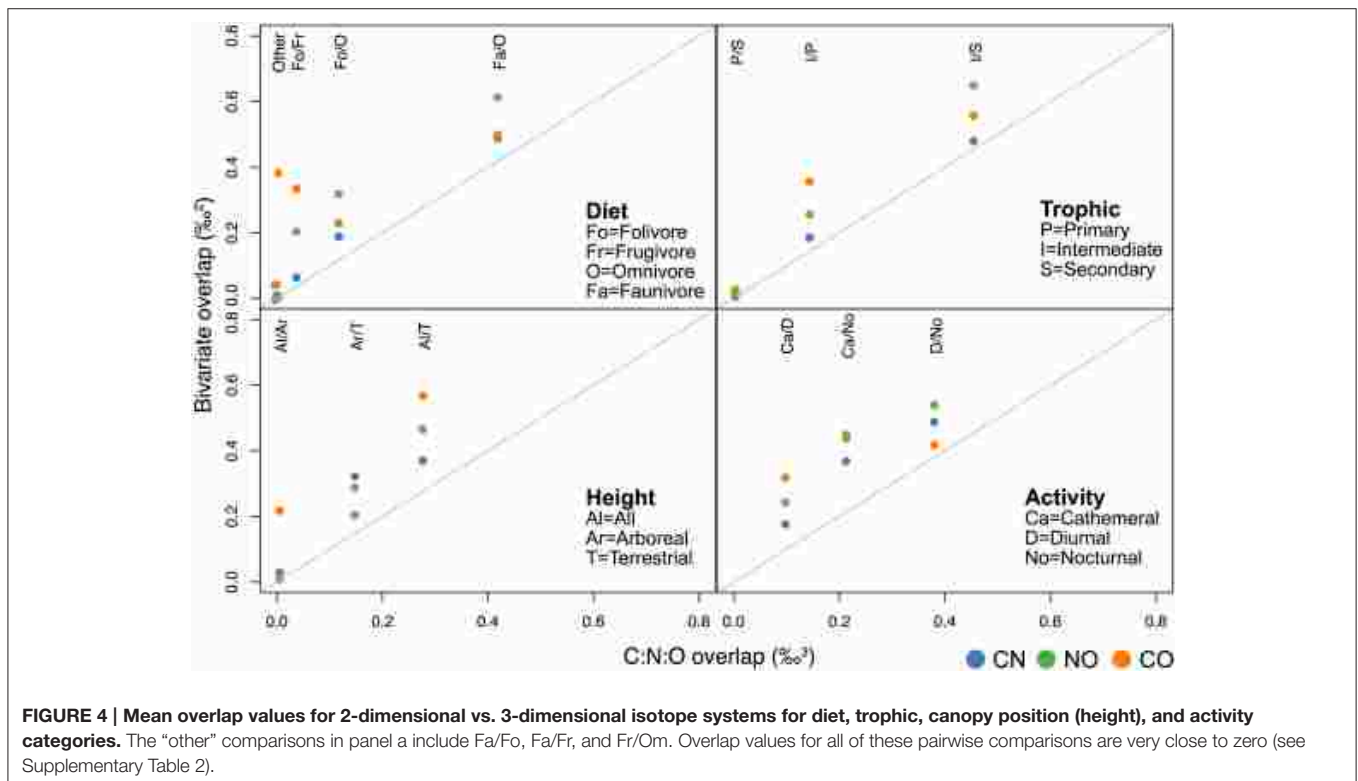 Other
Fo/Fr
Fo/O
Fa/O
P/S
I/P
I/S
0.8
0.6
0.4
0.2
0.0
Bivariate overlap (‰²)
Diet
Fo=Folivore
Fr=Frugivore
O=Omnivore
Fa=Faunivore
Trophic
P=Primary
I=Intermediate
S=Secondary
Al/Ar
Ar/T
Al/T
Ca/D
Ca/No
D/No
0.8
0.6
0.4
0.2
0.0
Height
Al=All
Ar=Arboreal
T=Terrestrial
Activity
Ca=Cathemeral
D=Diurnal
No=Nocturnal
0.0 0.2 0.4 0.6 0.8 0.0 0.2 0.4 0.6 0.8
C:N:O overlap (‰³)
CN NO CO
FIGURE 4 | Mean overlap values for 2-dimensional vs. 3-dimensional isotope systems for diet, trophic, canopy position (height), and activity
categories. The “other” comparisons in panel a include Fa/Fo, Fa/Fr, and Fr/Om. Overlap values for all of these pairwise comparisons are very close to zero (see
Supplementary Table 2).